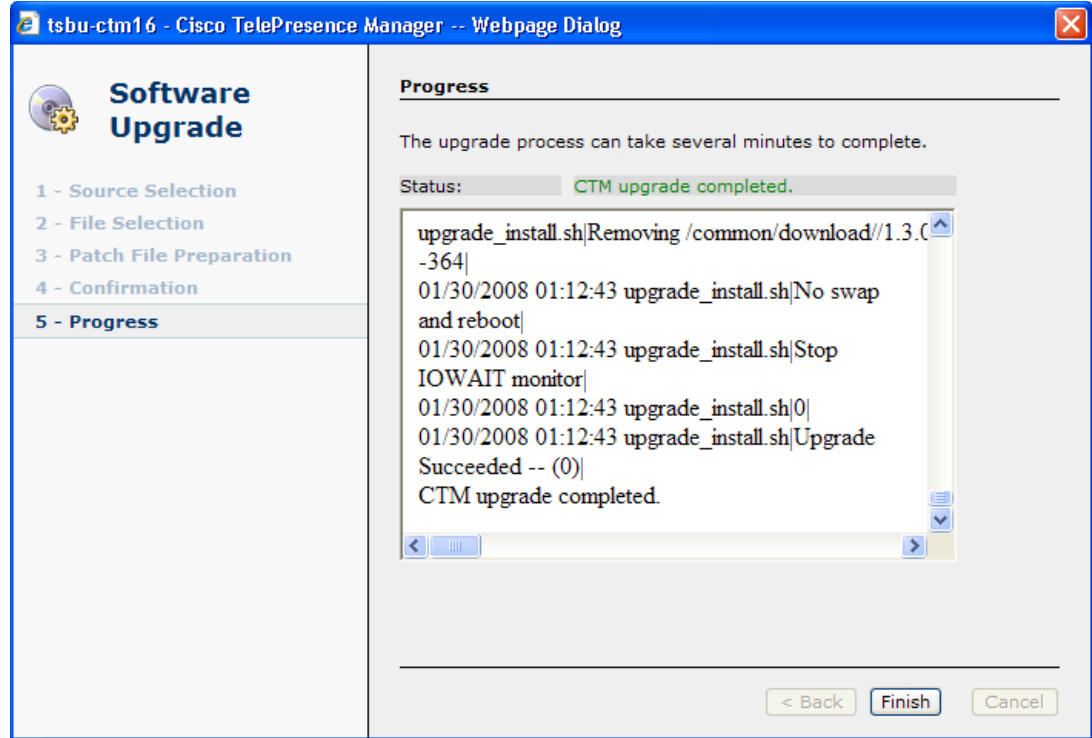 tsbu-ctm16 - Cisco TelePresence Manager -- Webpage Dialog
Software
Upgrade
1 - Source Selection
2 - File Selection
3 - Patch File Preparation
4 - Confirmation
5 - Progress
Progress
The upgrade process can take several minutes to complete.
Status: CTM upgrade completed.
upgrade_install.sh|Removing /common/download//1.3.0
-364|
01/30/2008 01:12:43 upgrade_install.sh|No swap
and reboot|
01/30/2008 01:12:43 upgrade_install.sh|Stop
IOWAIT monitor|
01/30/2008 01:12:43 upgrade_install.sh|0|
01/30/2008 01:12:43 upgrade_install.sh|Upgrade
Succeeded -- (0)|
CTM upgrade completed.
< Back Finish Cancel